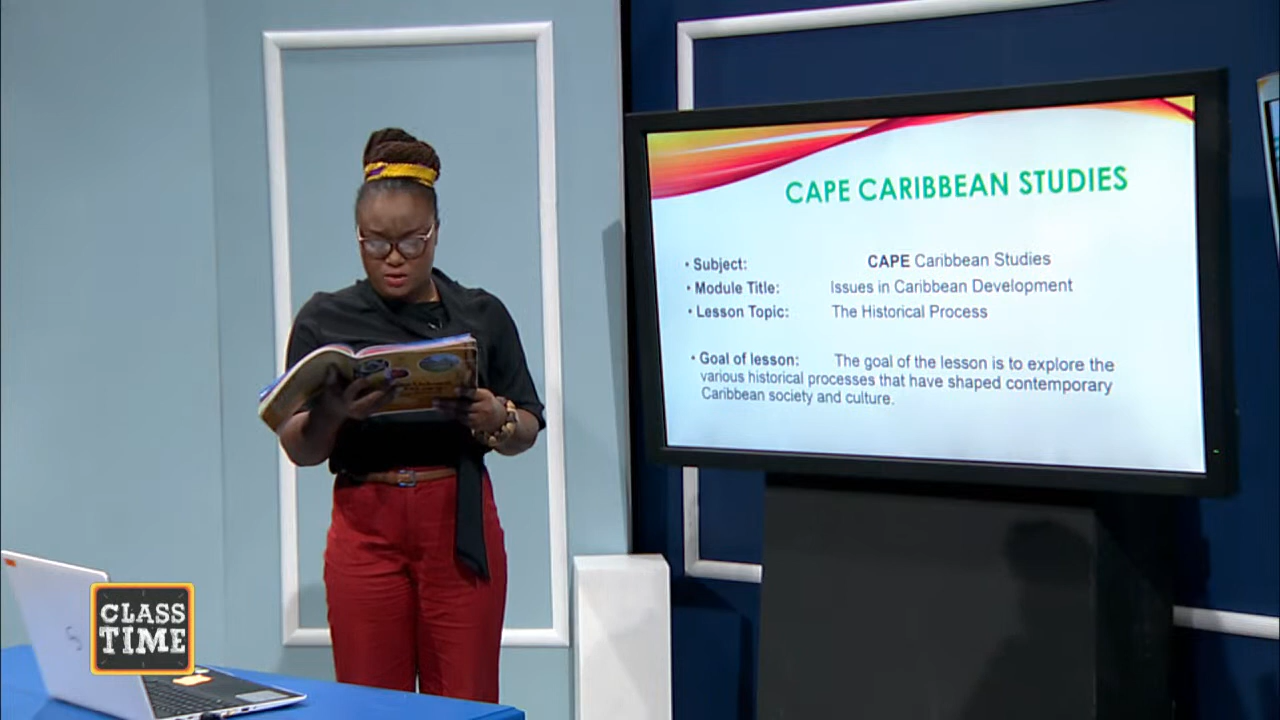 CAPE CARIBBEAN STUDIES
• Subject: CAPE Caribbean Studies
• Module Title: Issues in Caribbean Development
• Lesson Topic: The Historical Process
• Goal of lesson: The goal of the lesson is to explore the
various historical processes that have shaped contemporary
Caribbean society and culture.
CLASS
TIME